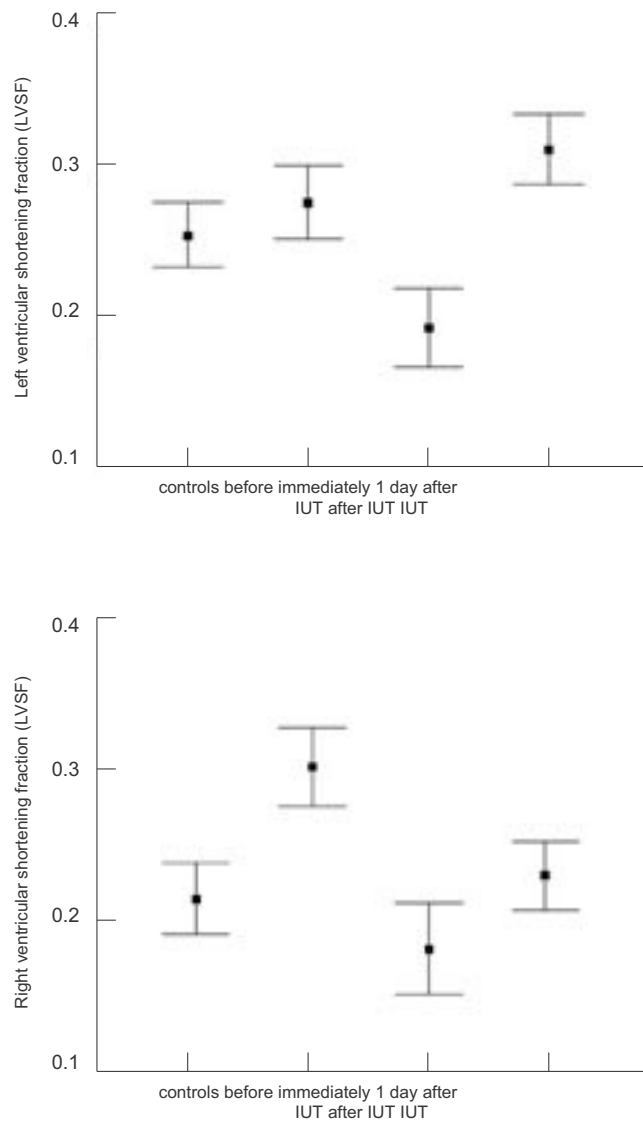 Left ventricular shortening fraction (LVSF)
0.4
0.3
0.2
0.1
controls before immediately 1 day after
IUT after IUT IUT
Right ventricular shortening fraction (LVSF)
0.4
0.3
0.2
0.1
controls before immediately 1 day after
IUT after IUT IUT